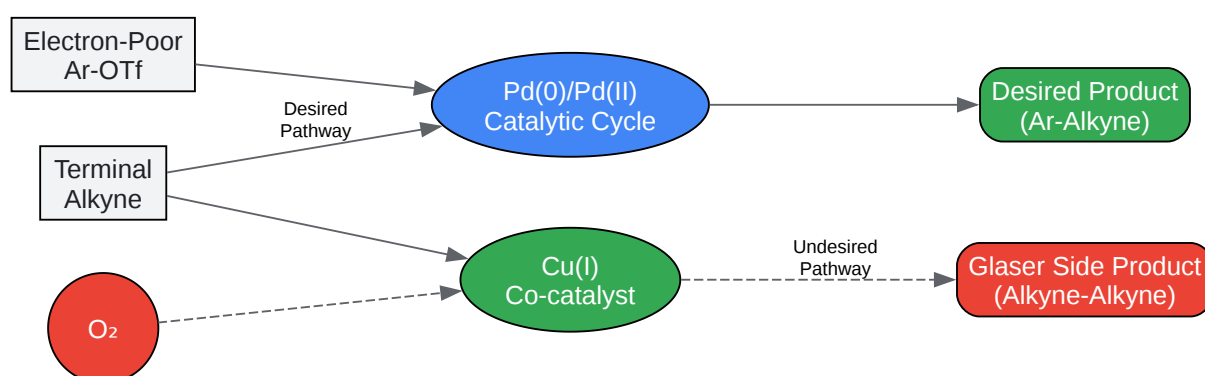 Electron-Poor
Ar-OTf
Desired
Pathway
Pd(0)/Pd(II)
Catalytic Cycle
Desired Product
(Ar-Alkyne)
Terminal
Alkyne
Cu(I)
Co-catalyst
Undesired
Pathway
Glaser Side Product
(Alkyne-Alkyne)
O₂